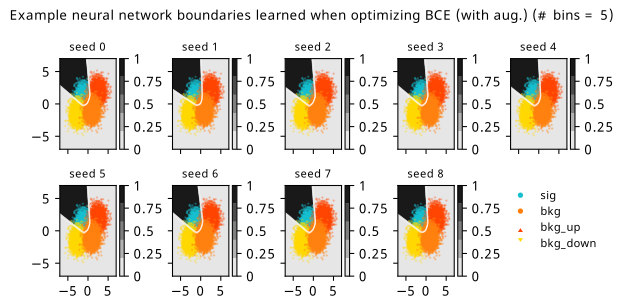 Example neural network boundaries learned when optimizing BCE (with aug.) (# bins = 5)
seed 0 seed 1 seed 2 seed 3 seed 4
5 0 −5
1 0.75 0.5 0.25 0
1 0.75 0.5 0.25 0
1 0.75 0.5 0.25 0
1 0.75 0.5 0.25 0
1 0.75 0.5 0.25 0
seed 5 seed 6 seed 7 seed 8
5 0 −5
1 0.75 0.5 0.25 0
1 0.75 0.5 0.25 0
1 0.75 0.5 0.25 0
1 0.75 0.5 0.25 0
−5 0 5 −5 0 5 −5 0 5 −5 0 5
sig
bkg
bkg_up
bkg_down